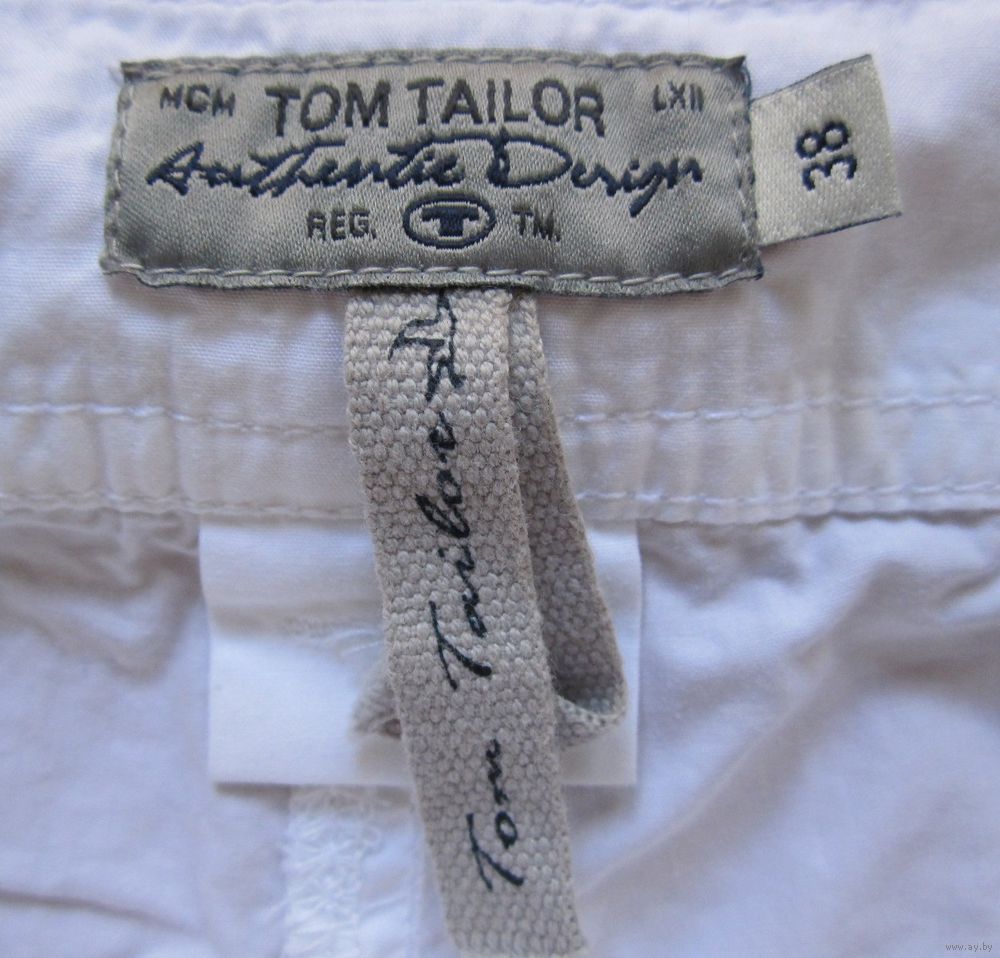 MCM TOM TAILOR LXII
Authentic Design
REG. T TM.
38
Tom Tailor
www.ay.by